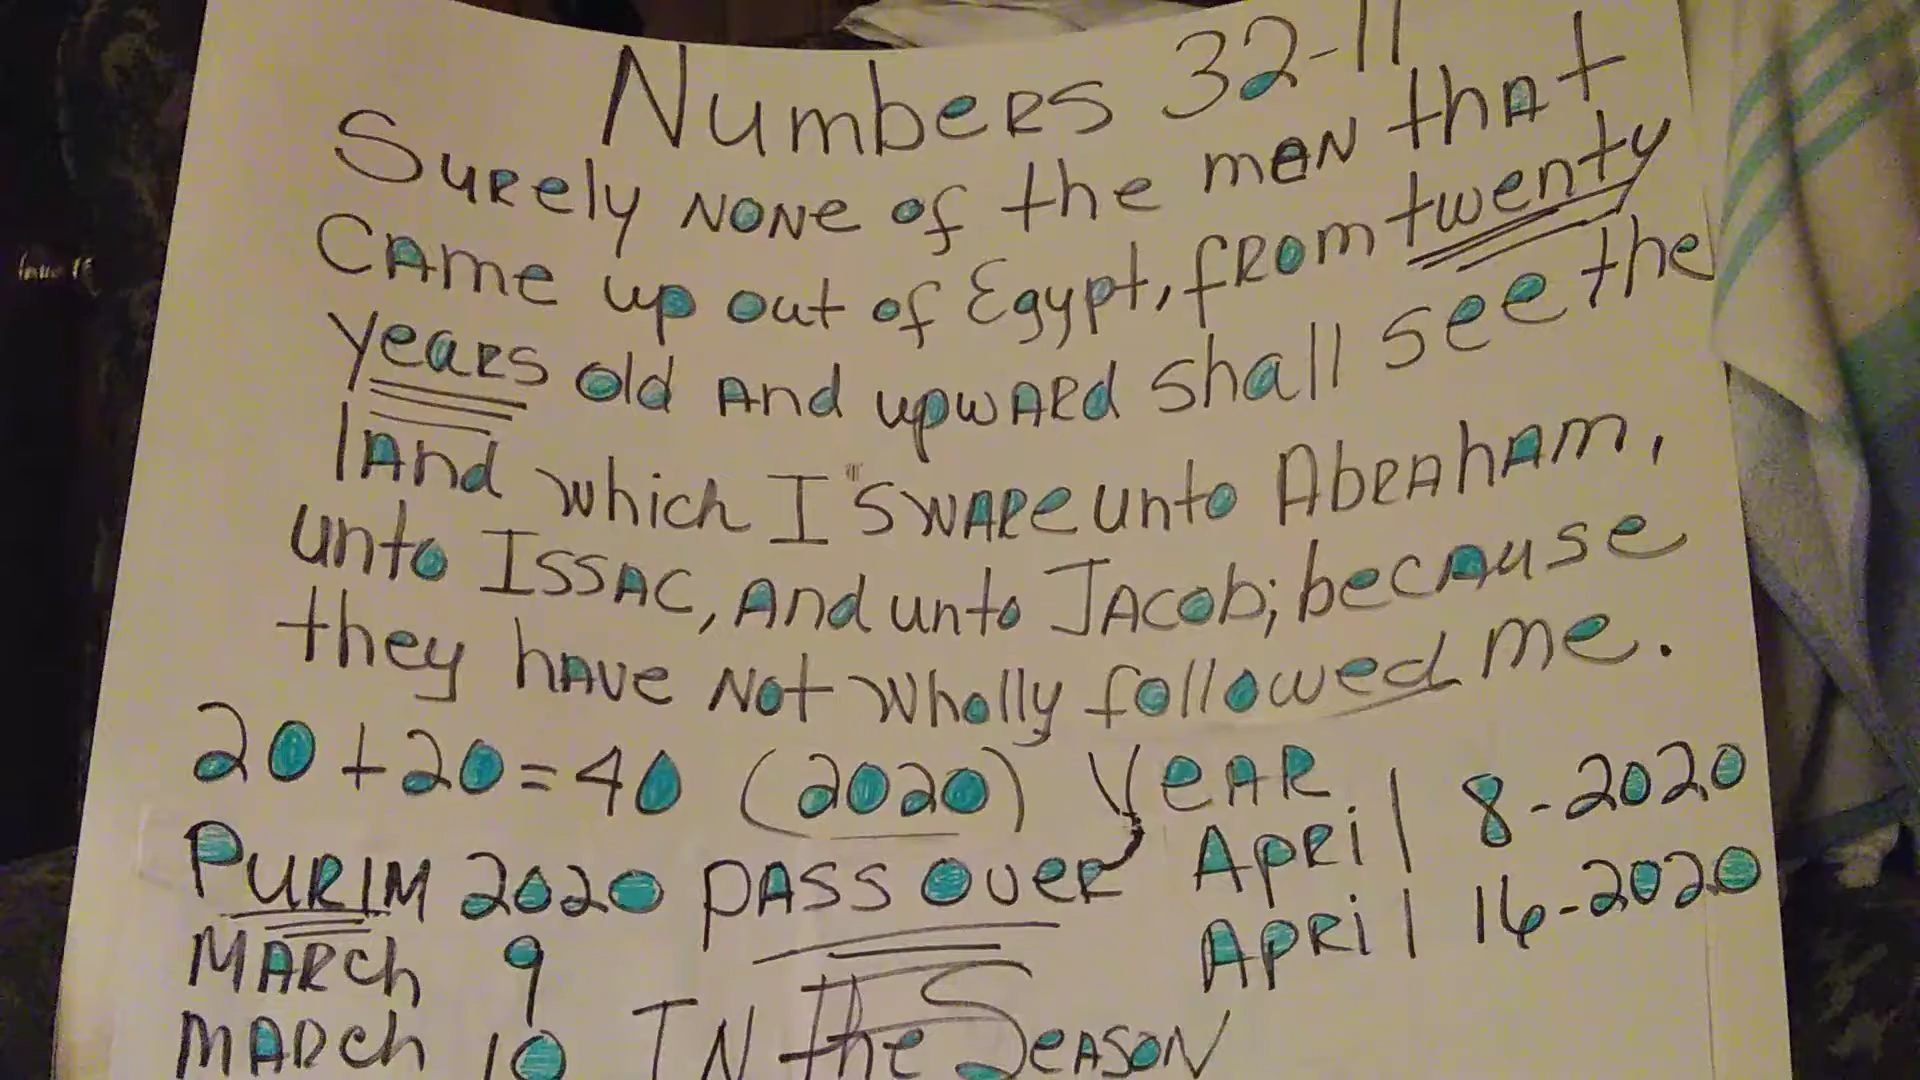 Numbers 32-11
Surely none of the men that
came up out of Egypt, from twenty
years old and upward shall see the
land which I "sware unto Abraham,
unto Issac, and unto Jacob; because
they have not wholly followed me.
20+20=40 (2020) Year
PURIM 2020 PASS OVER April 8-2020
April 16-2020
March 9
March 10 IN the Season